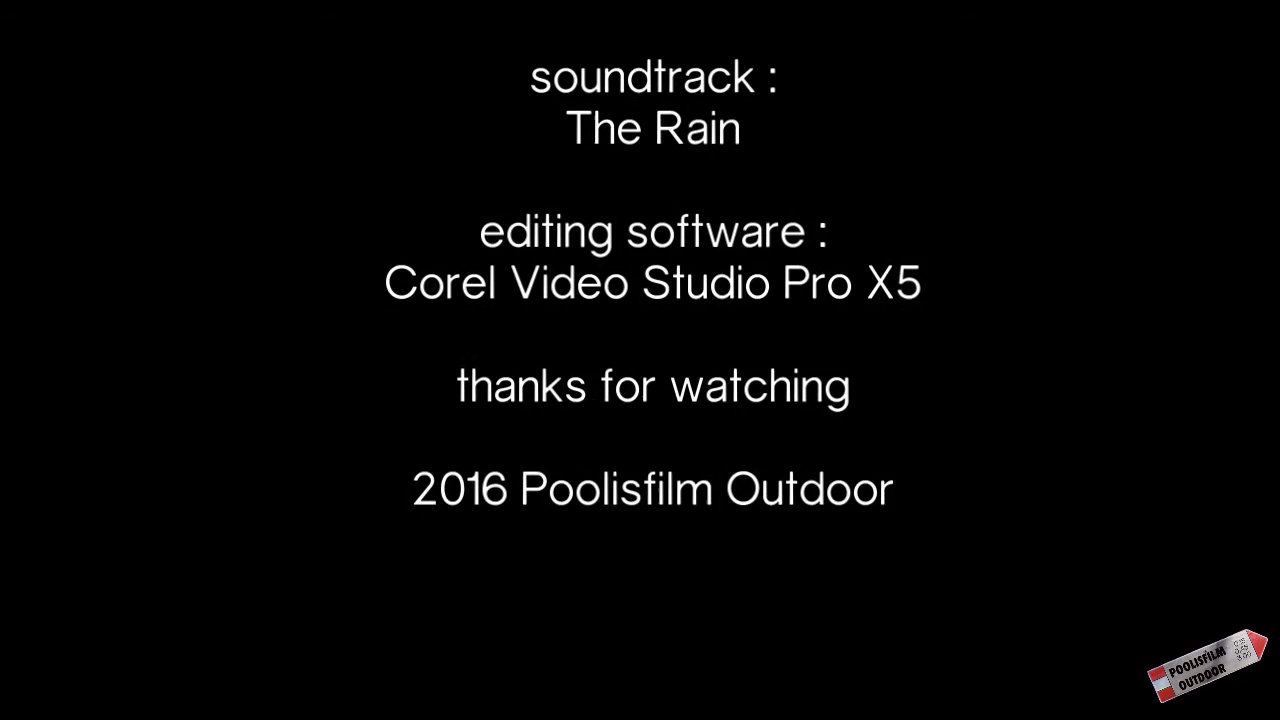 soundtrack :
The Rain
editing software :
Corel Video Studio Pro X5
thanks for watching
2016 Poolisfilm Outdoor
POOLISFILM
OUTDOOR